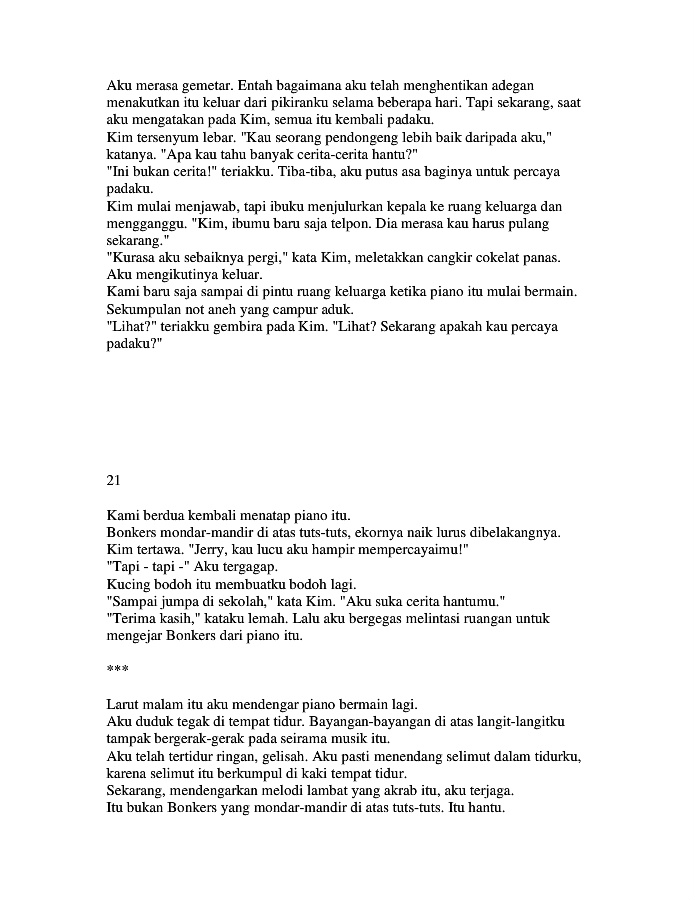 Aku merasa gemetar. Entah bagaimana aku telah menghentikan adegan
menakutkan itu keluar dari pikiranku selama beberapa hari. Tapi sekarang, saat
aku mengatakan pada Kim, semua itu kembali padaku.
Kim tersenyum lebar. "Kau seorang pendongeng lebih baik daripada aku,"
katanya. "Apa kau tahu banyak cerita-cerita hantu?"
"Ini bukan cerita!" teriakku. Tiba-tiba, aku putus asa baginya untuk percaya
padaku.
Kim mulai menjawab, tapi ibuku menjulurkan kepala ke ruang keluarga dan
mengganggu. "Kim, ibumu baru saja telpon. Dia merasa kau harus pulang
sekarang."
"Kurasa aku sebaiknya pergi," kata Kim, meletakkan cangkir cokelat panas.
Aku mengikutinya keluar.
Kami baru saja sampai di pintu ruang keluarga ketika piano itu mulai bermain.
Sekumpulan not aneh yang campur aduk.
"Lihat?" teriakku gembira pada Kim. "Lihat? Sekarang apakah kau percaya
padaku?"
21
Kami berdua kembali menatap piano itu.
Bonkers mondar-mandir di atas tuts-tuts, ekornya naik lurus dibelakangnya.
Kim tertawa. "Jerry, kau lucu aku hampir mempercayaimu!"
"Tapi - tapi -" Aku tergagap.
Kucing bodoh itu membuatku bodoh lagi.
"Sampai jumpa di sekolah," kata Kim. "Aku suka cerita hantumu."
"Terima kasih," kataku lemah. Lalu aku bergegas melintasi ruangan untuk
mengejar Bonkers dari piano itu.
***
Larut malam itu aku mendengar piano bermain lagi.
Aku duduk tegak di tempat tidur. Bayangan-bayangan di atas langit-langitku
tampak bergerak-gerak pada seirama musik itu.
Aku telah tertidur ringan, gelisah. Aku pasti menendang selimut dalam tidurku,
karena selimut itu berkumpul di kaki tempat tidur.
Sekarang, mendengarkan melodi lambat yang akrab itu, aku terjaga.
Itu bukan Bonkers yang mondar-mandir di atas tuts-tuts. Itu hantu.